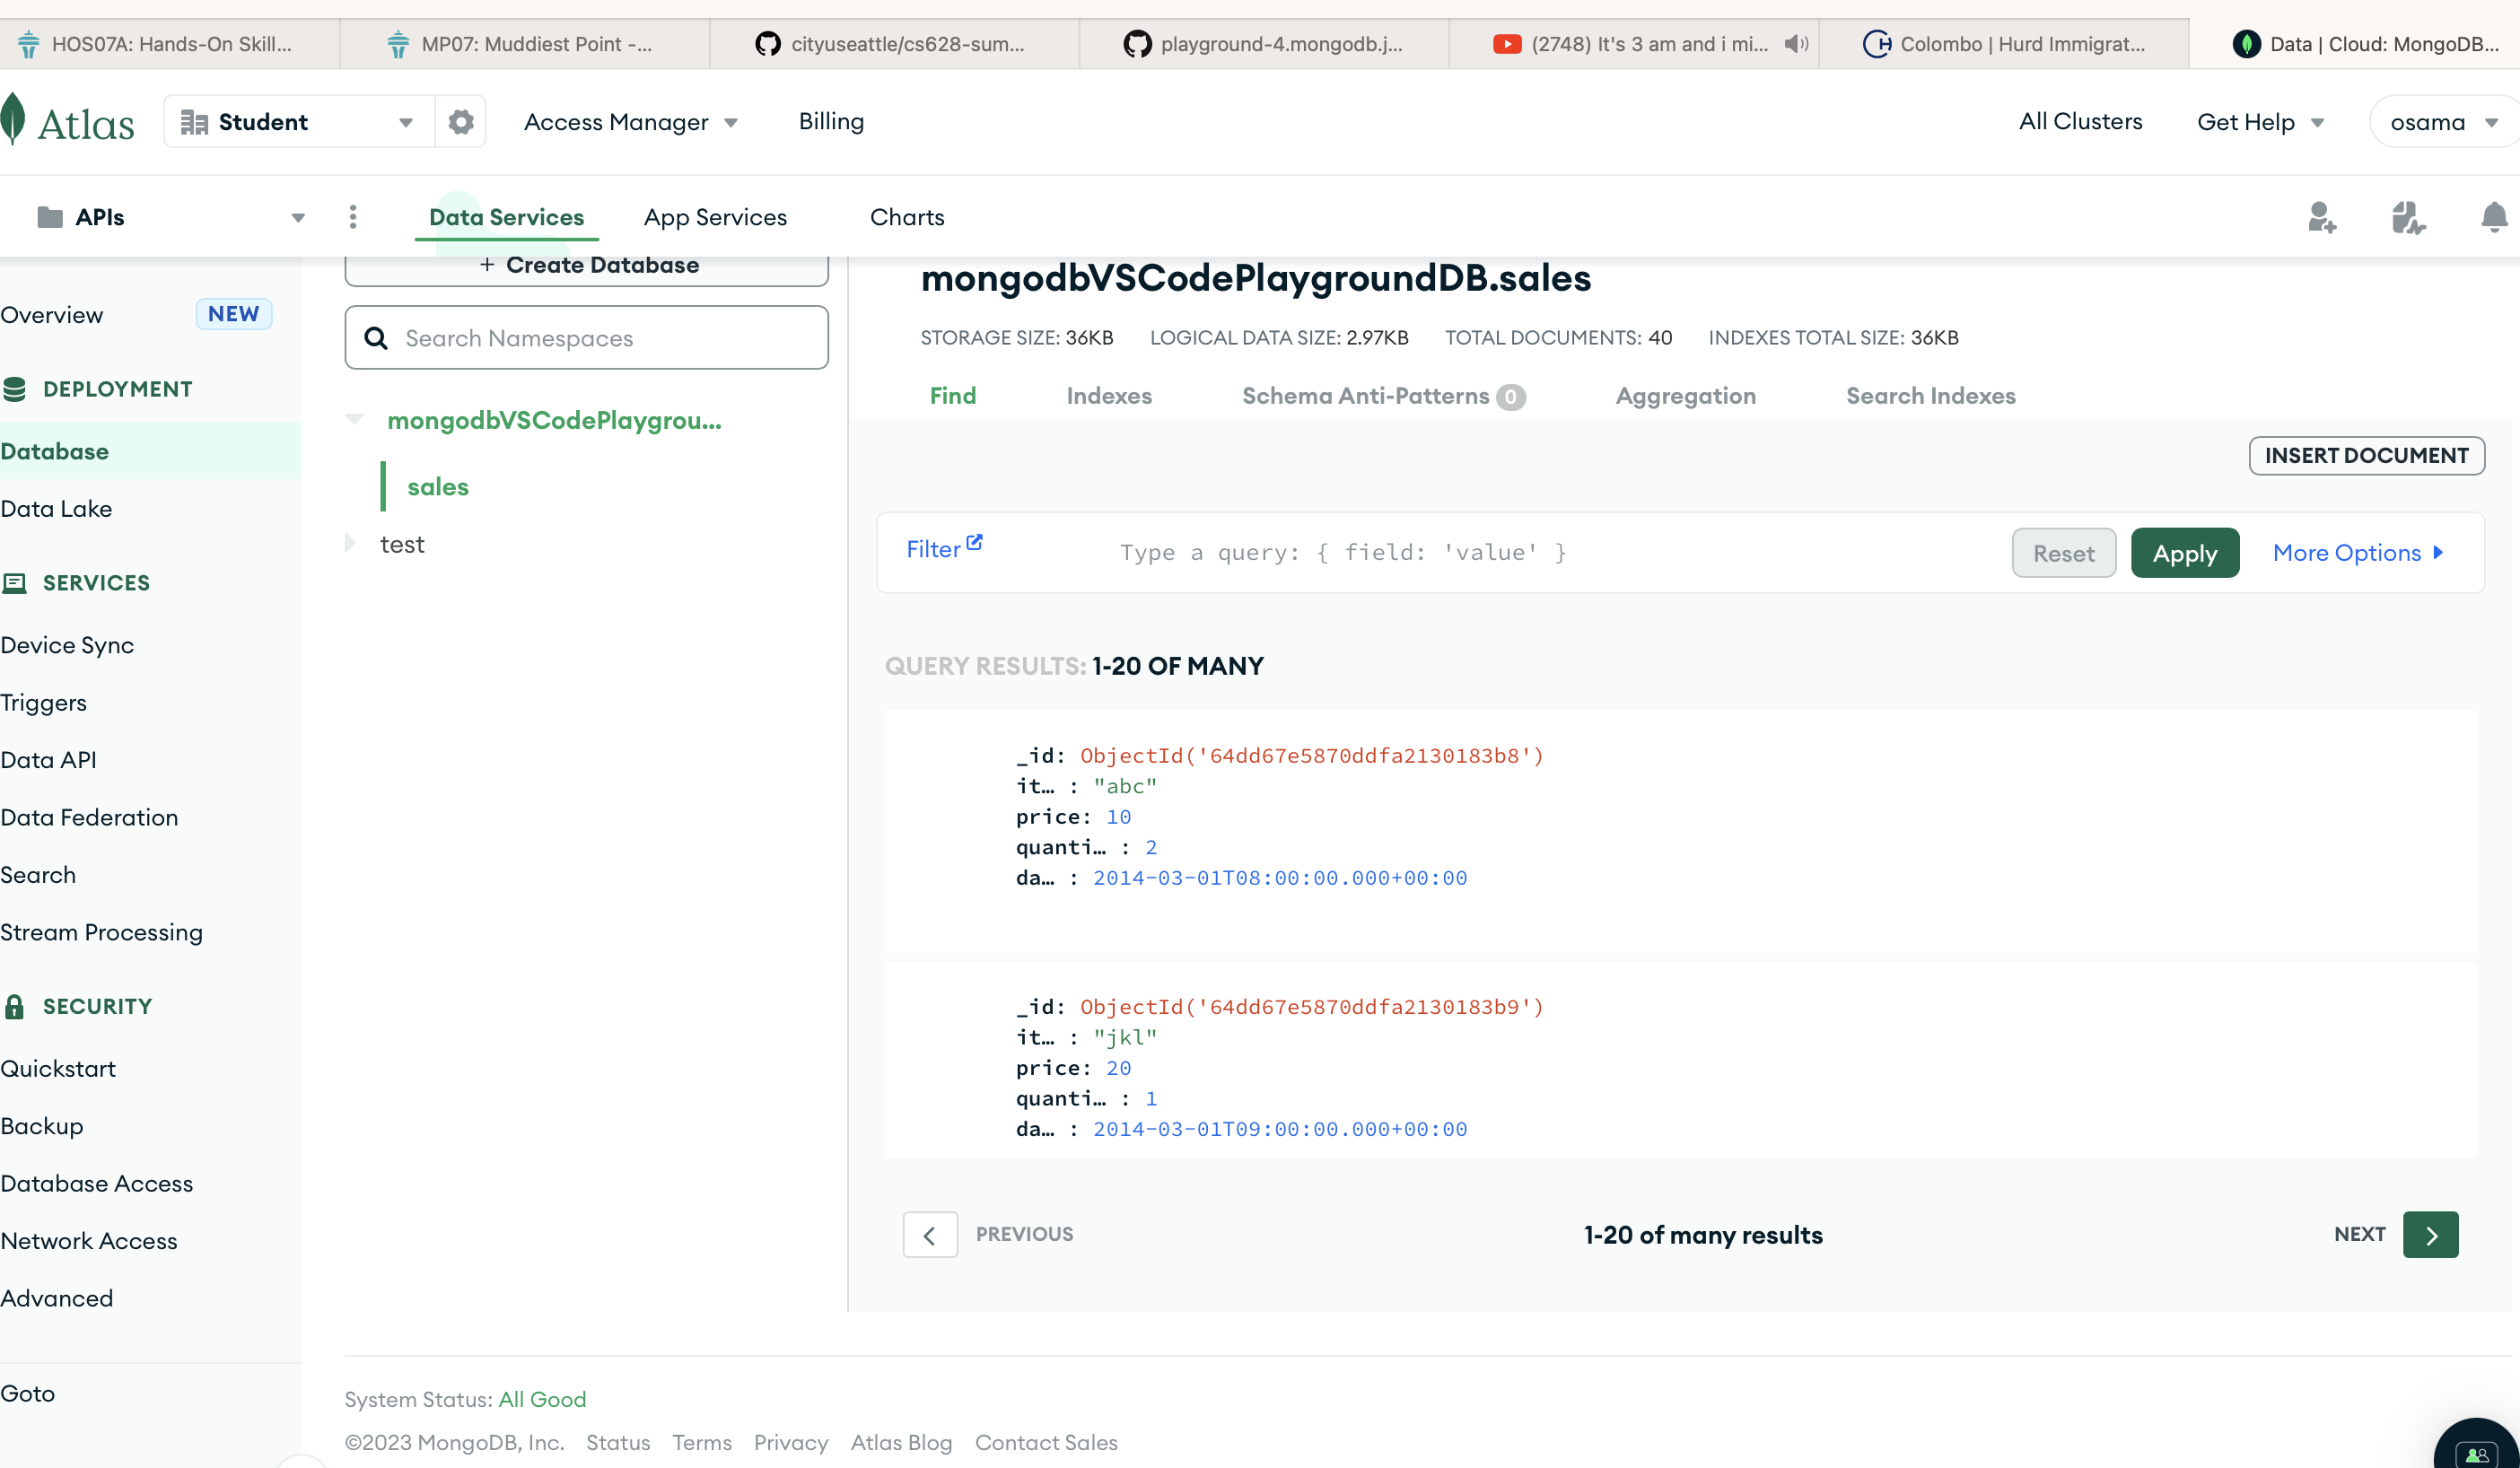 HOS07A: Hands-On Skill...
MP07: Muddiest Point -...
cityuseattle/cs628-sum...
playground-4.mongodb.j...
(2748) It's 3 am and i mi...
Colombo | Hurd Immigrat...
Data | Cloud: MongoDB...
Atlas
Student
Access Manager
Billing
All Clusters
Get Help
osama
APIs
Data Services
App Services
Charts
Overview NEW
DEPLOYMENT
Database
Data Lake
SERVICES
Device Sync
Triggers
Data API
Data Federation
Search
Stream Processing
SECURITY
Quickstart
Backup
Database Access
Network Access
Advanced
Goto
+ Create Database
Search Namespaces
mongodbVSCodePlaygrou...
sales
test
mongodbVSCodePlaygroundDB.sales
STORAGE SIZE: 36KB LOGICAL DATA SIZE: 2.97KB TOTAL DOCUMENTS: 40 INDEXES TOTAL SIZE: 36KB
Find Indexes Schema Anti-Patterns 0 Aggregation Search Indexes
INSERT DOCUMENT
Filter Type a query: { field: 'value' } Reset Apply More Options
QUERY RESULTS: 1-20 OF MANY
_id: ObjectId('64dd67e5870ddfa2130183b8')
it… : "abc"
price: 10
quanti… : 2
da… : 2014-03-01T08:00:00.000+00:00
_id: ObjectId('64dd67e5870ddfa2130183b9')
it… : "jkl"
price: 20
quanti… : 1
da… : 2014-03-01T09:00:00.000+00:00
PREVIOUS 1-20 of many results NEXT
System Status: All Good
©2023 MongoDB, Inc. Status Terms Privacy Atlas Blog Contact Sales